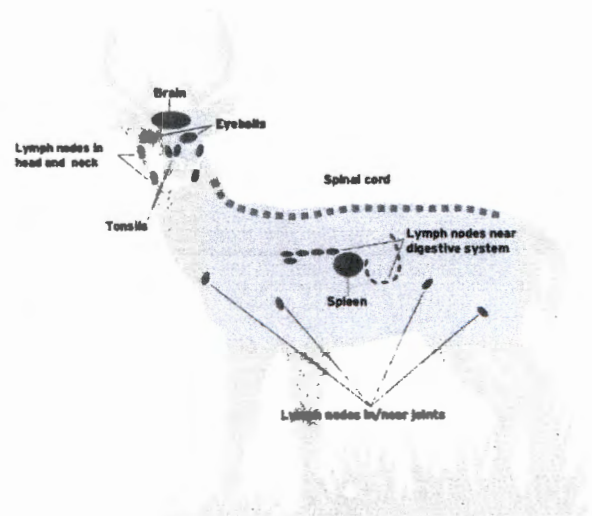 Brain
Eyeballs
Lymph nodes in
head and neck
Spinal cord
Tonsils
Lymph nodes near
digestive system
Spleen
Lymph nodes in/near joints